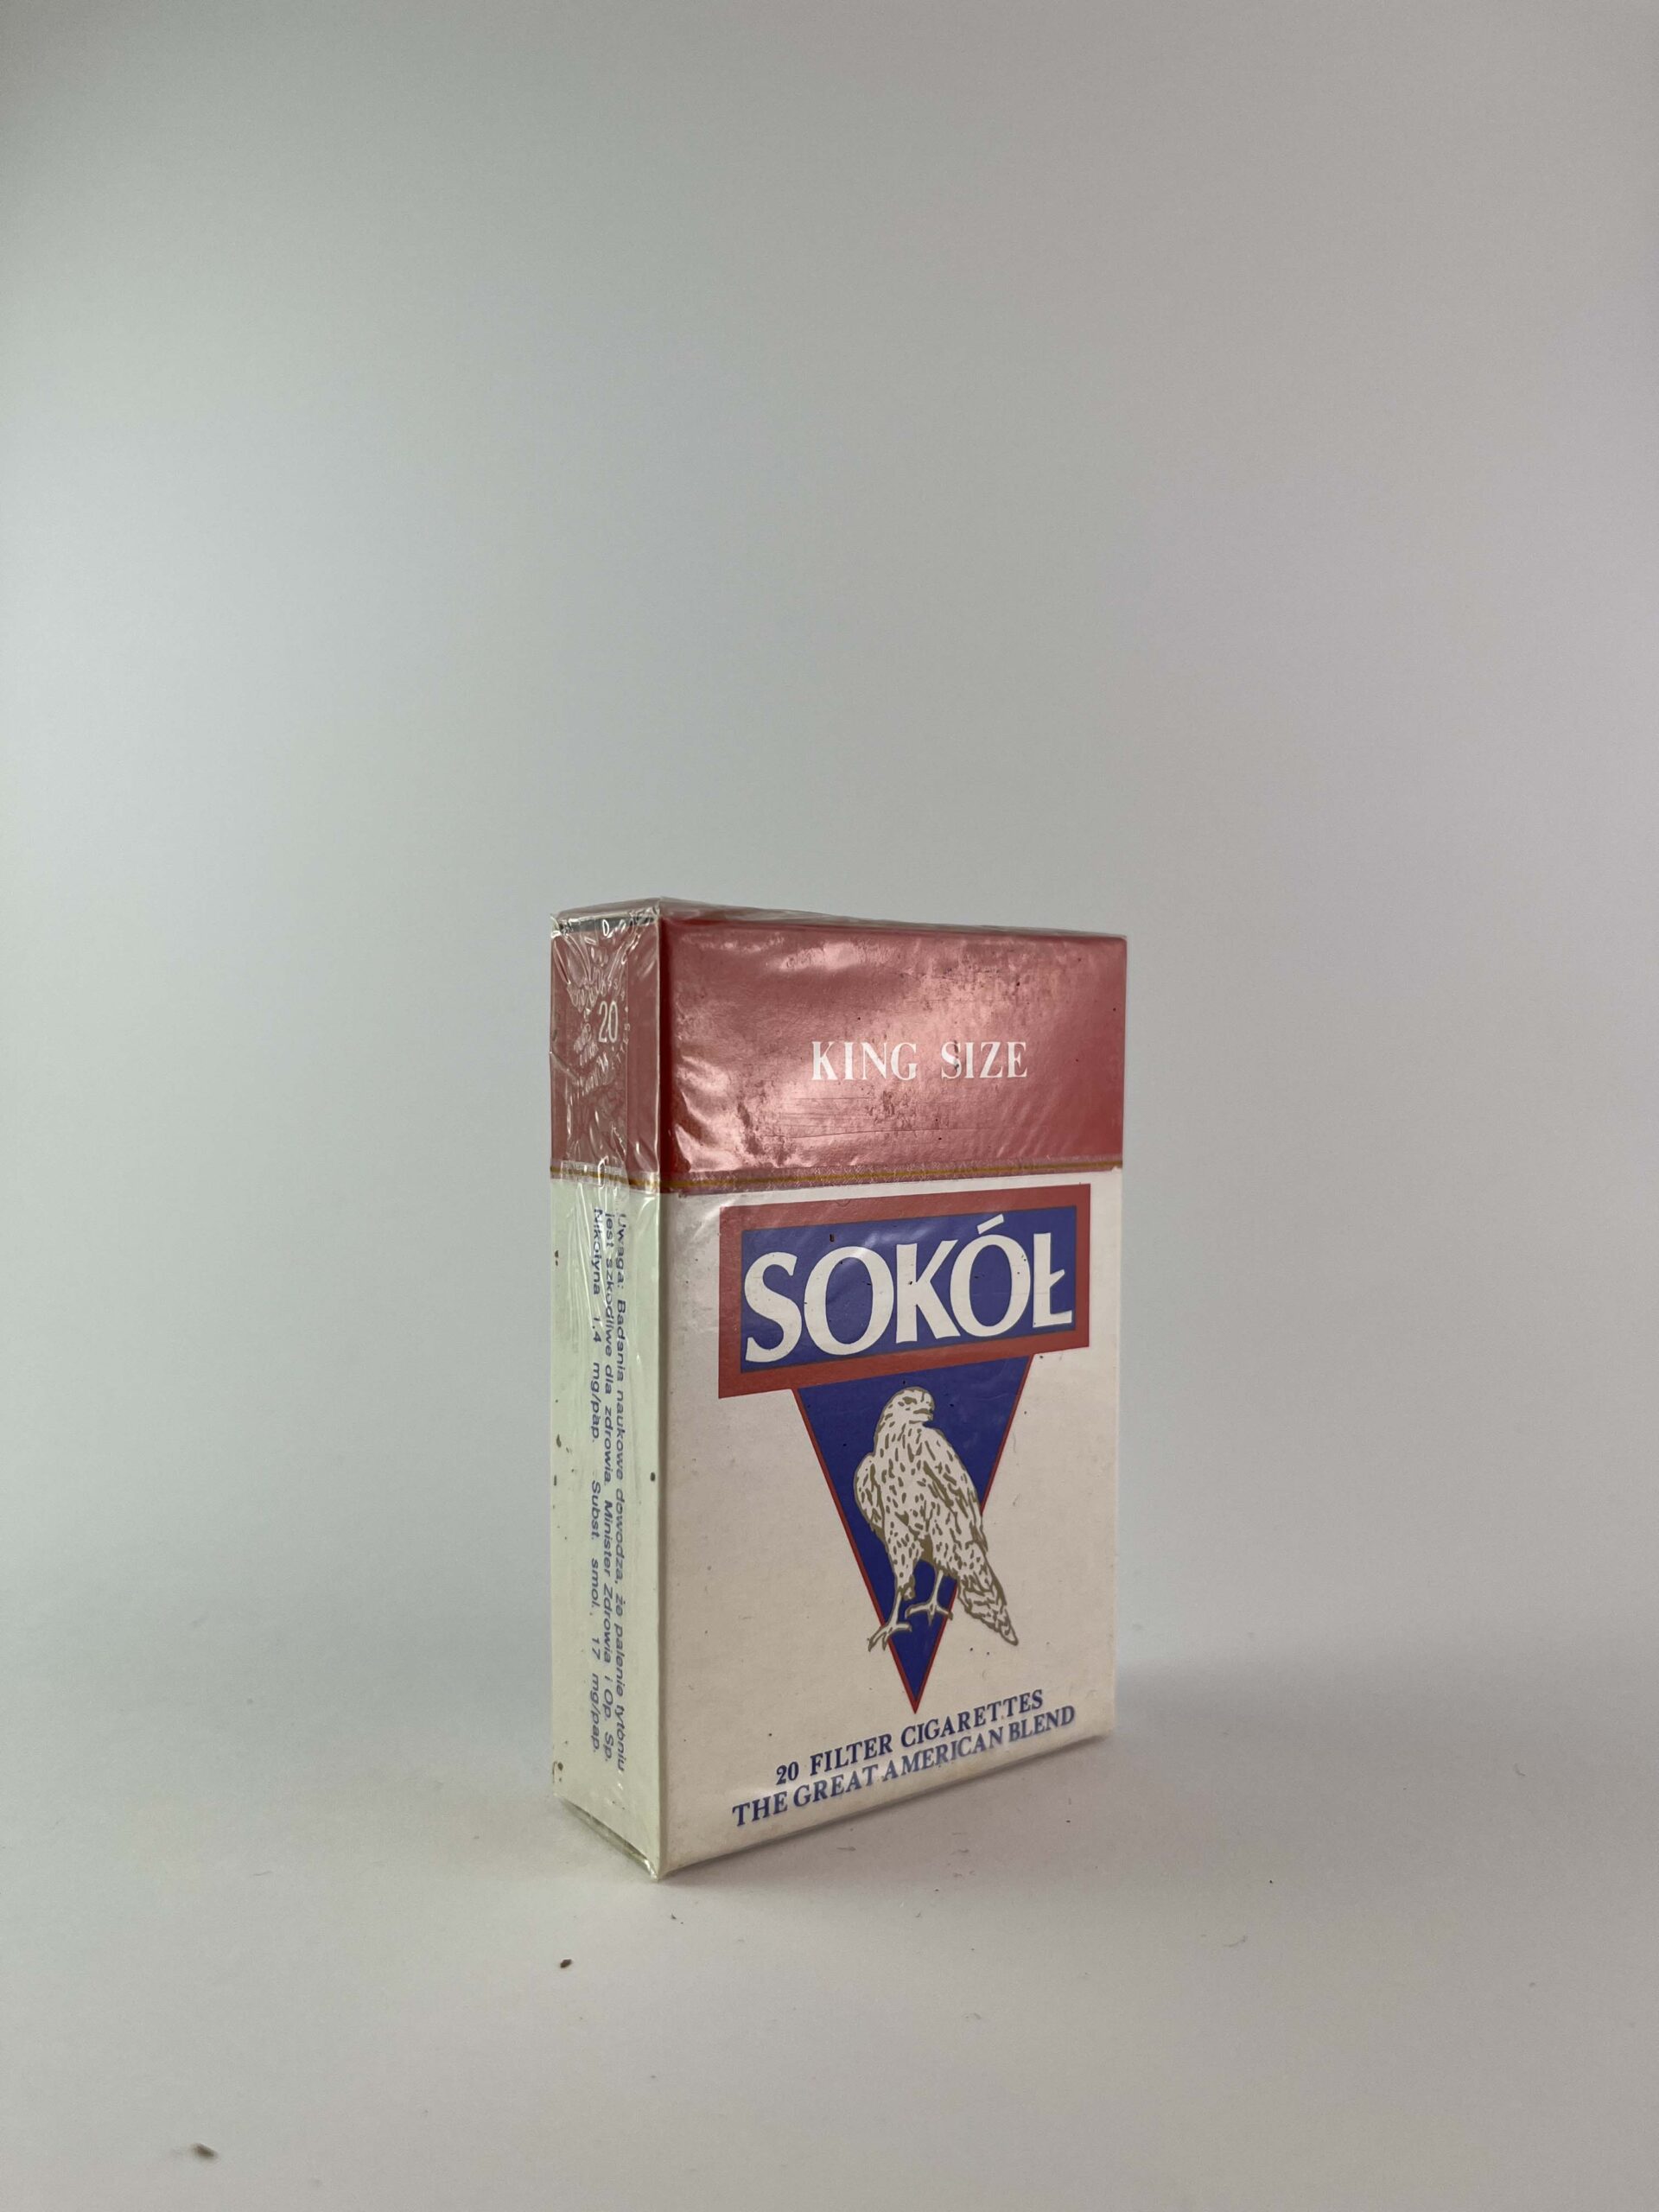 KING SIZE
SOKÓŁ
20 FILTER CIGARETTES
THE GREAT AMERICAN BLEND
20
Uwaga: Badania naukowe dowodzą, że palenie tytoniu
jest szkodliwe dla zdrowia. Minister Zdrowia i Op. Sp.
Nikotyna 1,4 mg/pap. Subst. smol., 17 mg/pap.